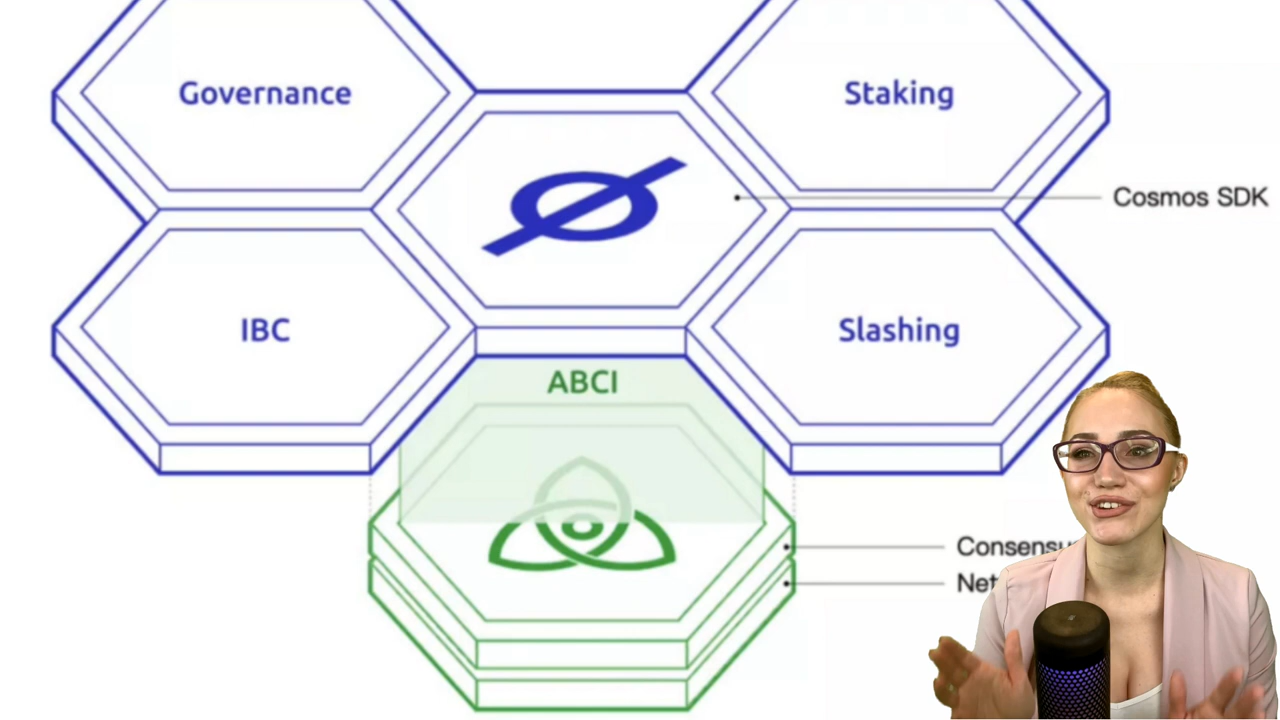 Governance
Staking
Cosmos SDK
IBC
Slashing
ABCI